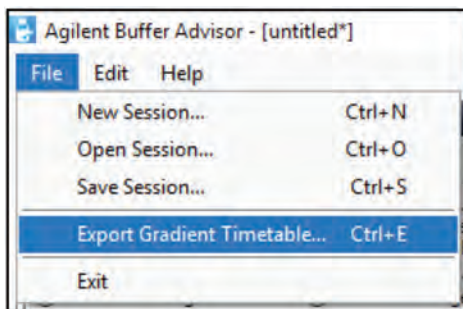 Agilent Buffer Advisor - [untitled*]
File Edit Help
New Session... Ctrl+N
Open Session... Ctrl+O
Save Session... Ctrl+S
Export Gradient Timetable... Ctrl+E
Exit